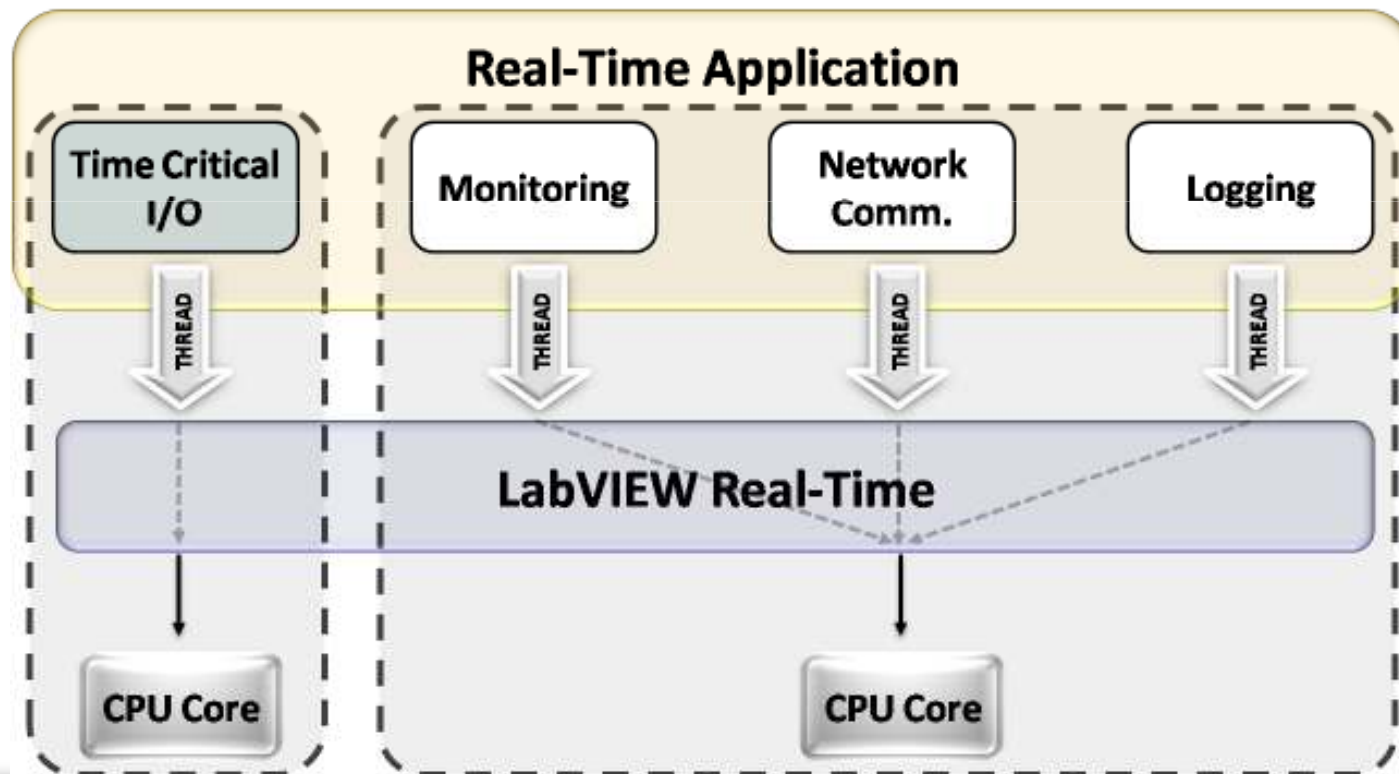 Real-Time Application
Time Critical
I/O
Monitoring
Network
Comm.
Logging
THREAD
THREAD
THREAD
THREAD
LabVIEW Real-Time
CPU Core
CPU Core